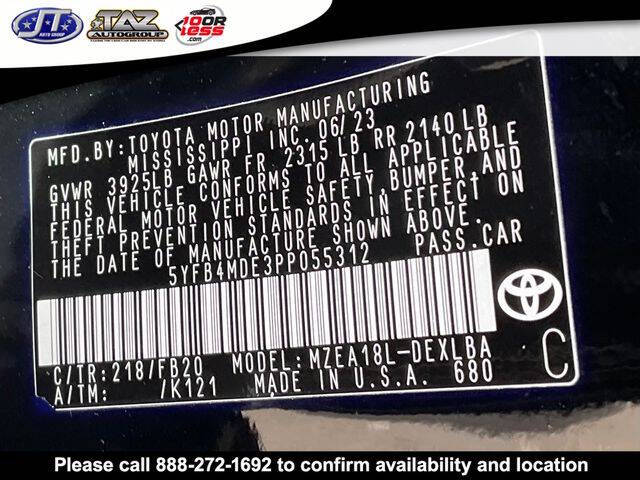 JT
AUTO GROUP
TAZ
AUTOGROUP
10 OR
less
.com
MFD. BY: TOYOTA MOTOR MANUFACTURING
MISSISSIPPI INC. 06/23
GVWR 3925LB GAWR FR 2315 LB RR 2140 LB
THIS VEHICLE CONFORMS TO ALL APPLICABLE
FEDERAL MOTOR VEHICLE SAFETY, BUMPER, AND
THEFT PREVENTION STANDARDS IN EFFECT ON
THE DATE OF MANUFACTURE SHOWN ABOVE.
5YFB4MDE3PP055312 PASS. CAR
C/TR: 218/FB20 MODEL: MZEA18L-DEXLBA
A/TM: /K121 MADE IN U.S.A. 680
C
Please call 888-272-1692 to confirm availability and location